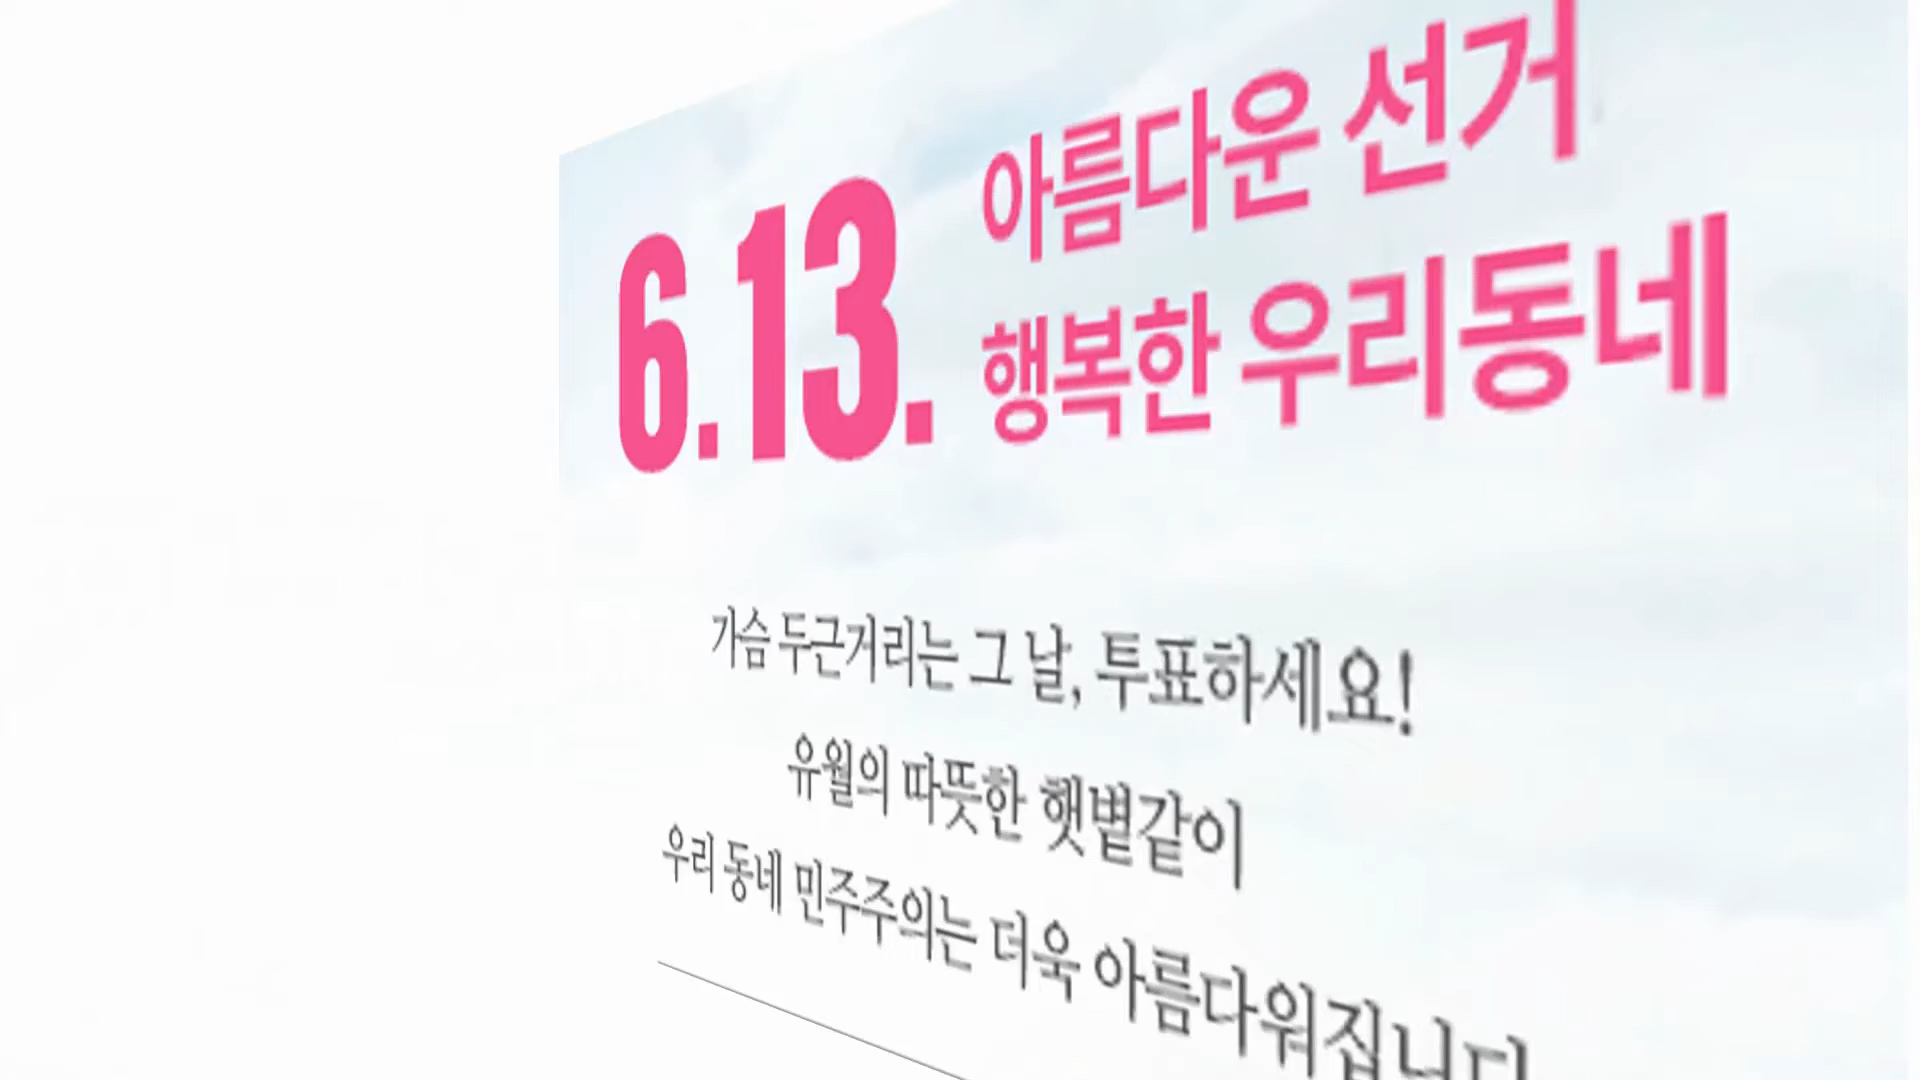 6.13. 아름다운 선거
행복한 우리동네
가슴 두근거리는 그 날, 투표하세요!
유월의 따뜻한 햇볕같이
우리 동네 민주주의는 더욱 아름다워집니다